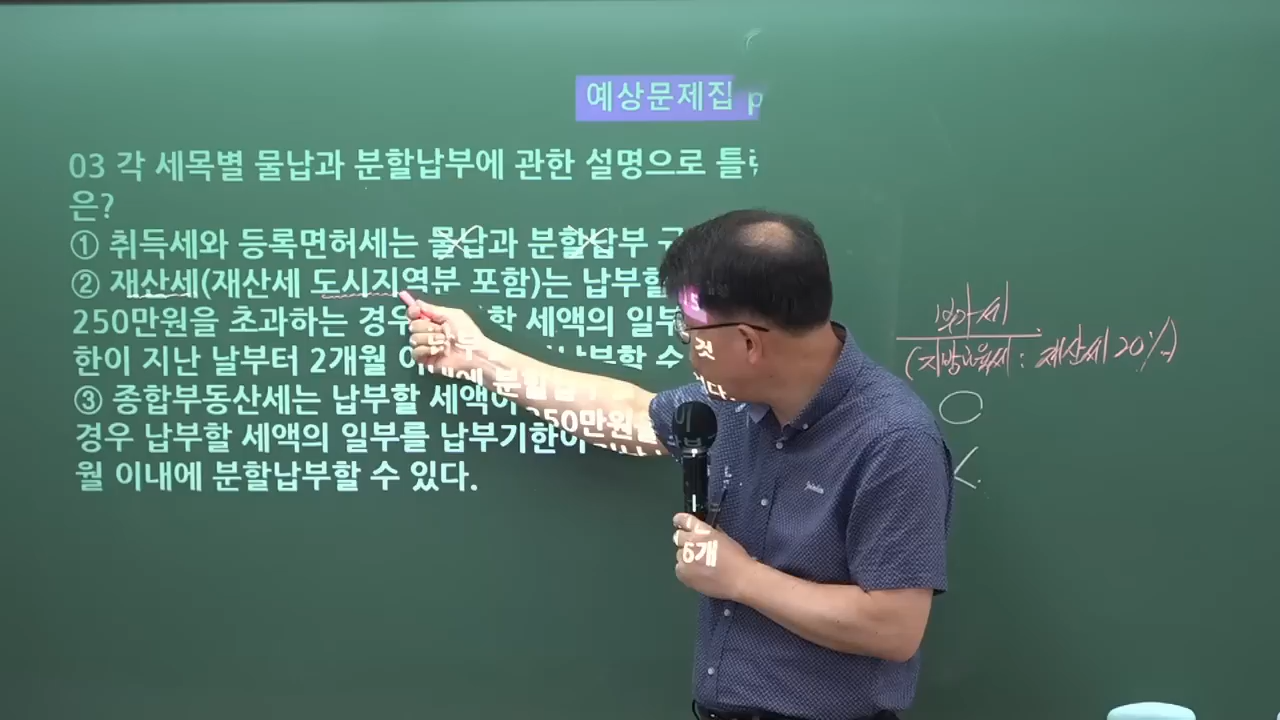 예상문제집 p
03 각 세목별 물납과 분할납부에 관한 설명으로
은?
① 취득세와 등록면허세는 물납과 분할납부
② 재산세(재산세 도시지역분 포함)는 납부할
250만원을 초과하는 경우 세액의 일부
한이 지난 날부터 2개월
③ 종합부동산세는 납부할 세액이 250만원을
경우 납부할 세액의 일부를 납부기한이
월 이내에 분할납부할 수 있다.
6개
부가세
(지방교육세: 재산세 20%)